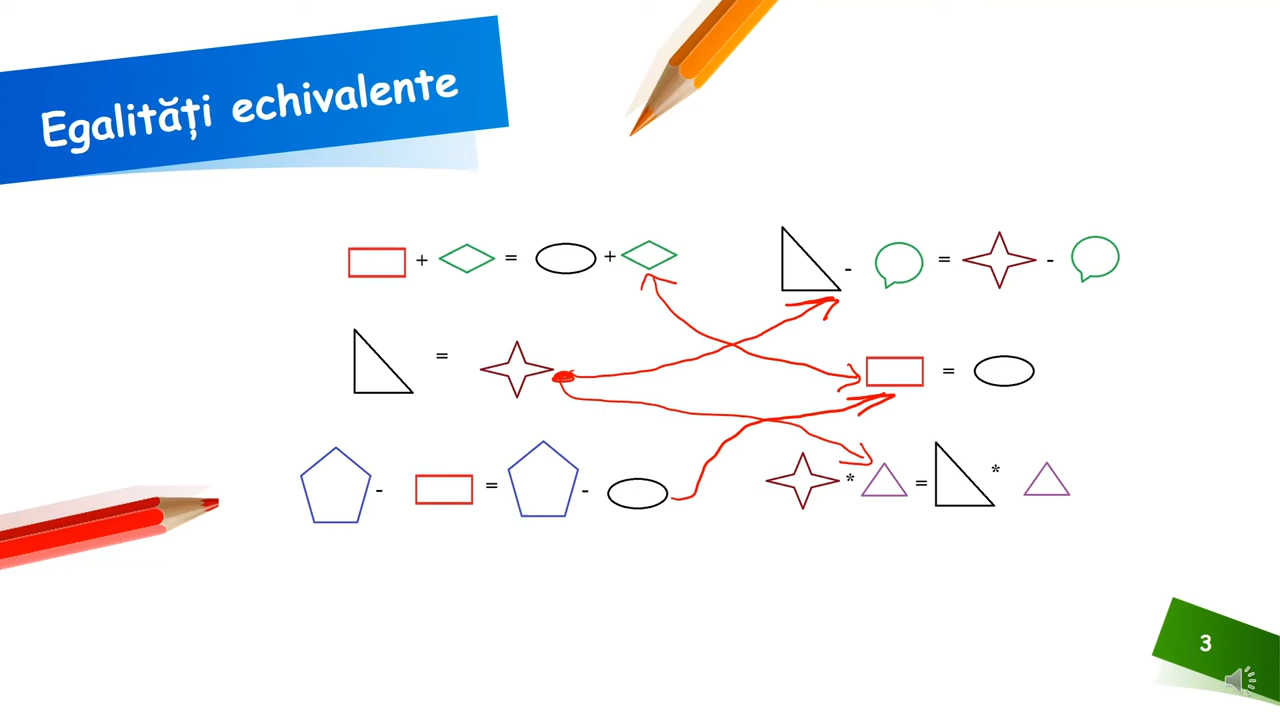 Egalități echivalente
+ = +
- = -
=
=
- = -
* = *
3